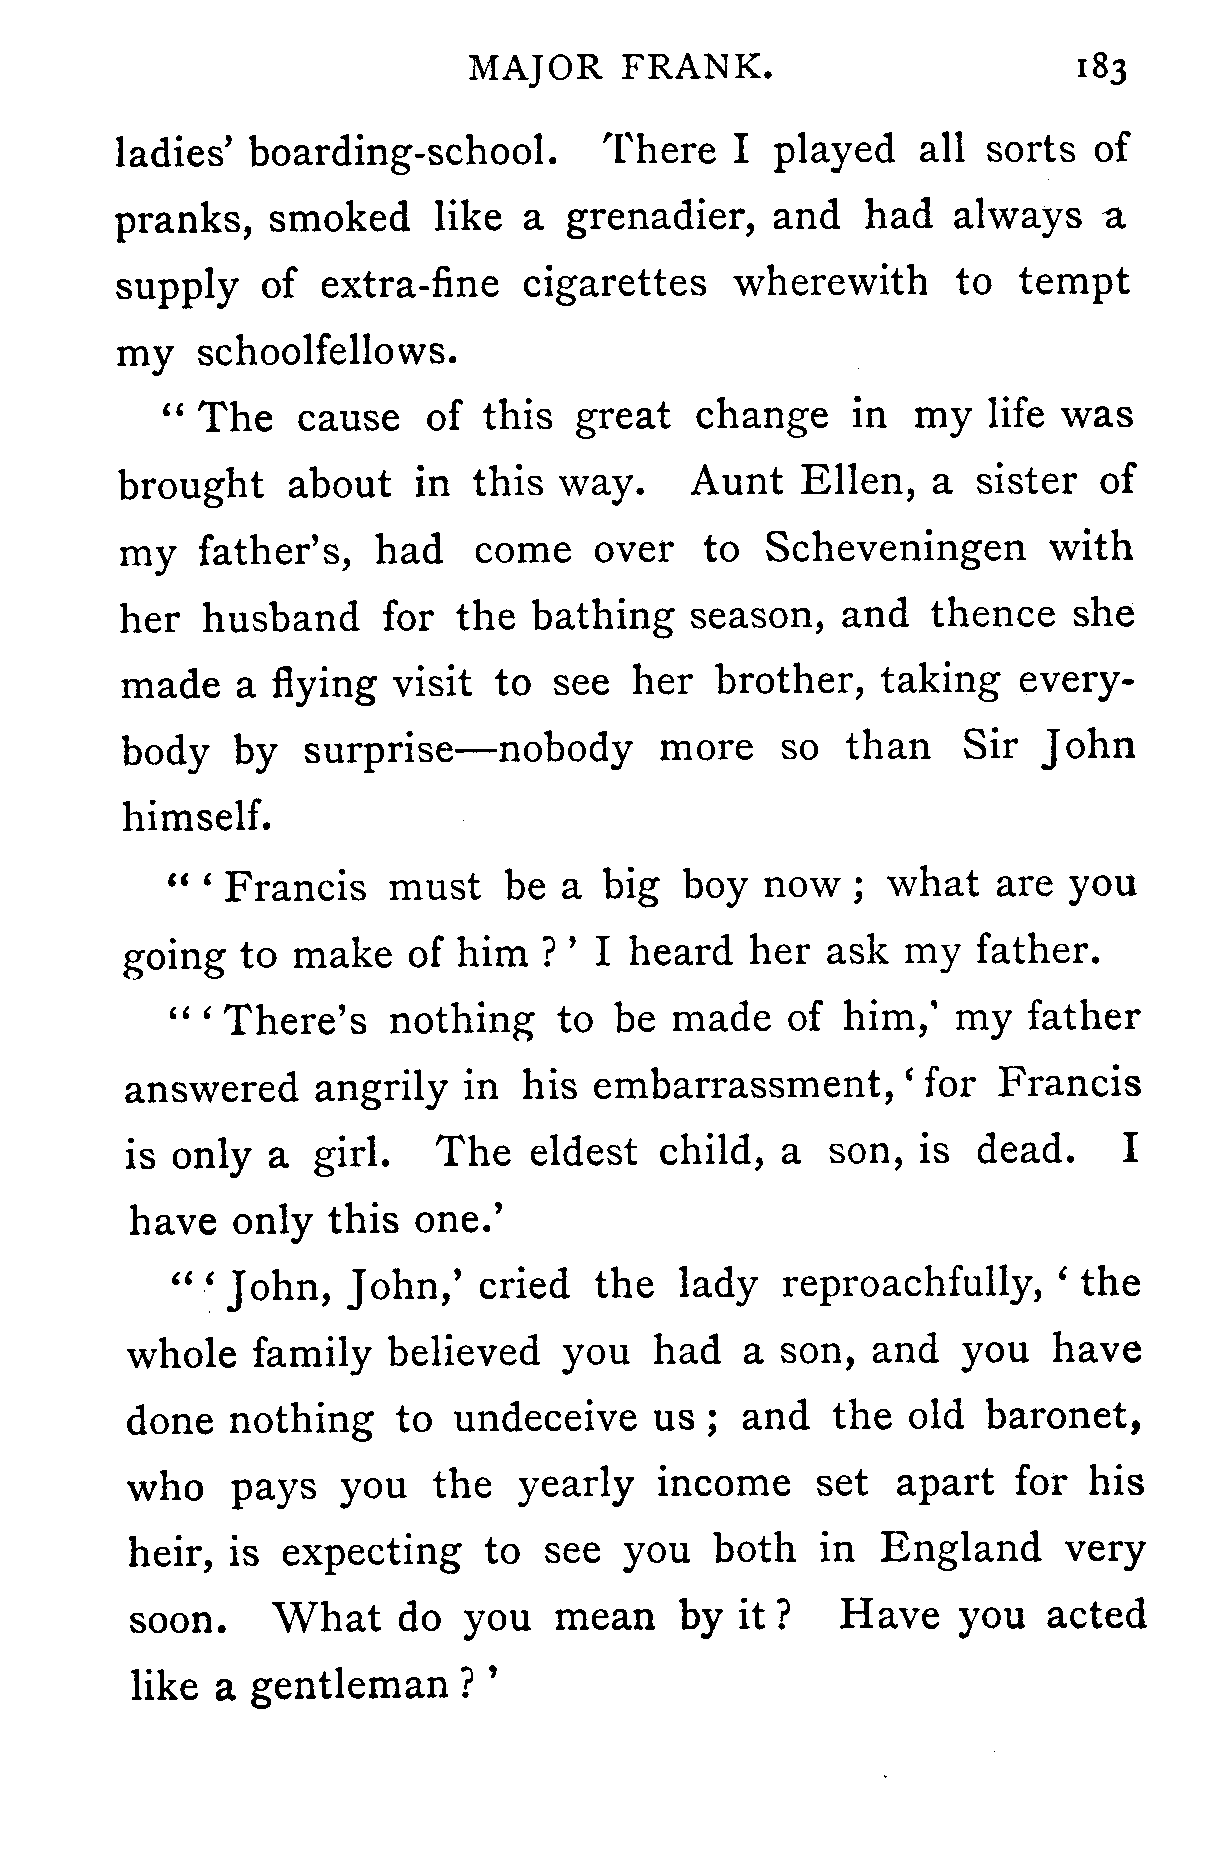 MAJOR FRANK. 183
ladies' boarding-school. There I played all sorts of
pranks, smoked like a grenadier, and had always a
supply of extra-fine cigarettes wherewith to tempt
my schoolfellows.
“ The cause of this great change in my life was
brought about in this way. Aunt Ellen, a sister of
my father's, had come over to Scheveningen with
her husband for the bathing season, and thence she
made a flying visit to see her brother, taking every-
body by surprise—nobody more so than Sir John
himself.
“ ‘ Francis must be a big boy now ; what are you
going to make of him ? ’ I heard her ask my father.
“ ‘ There's nothing to be made of him,’ my father
answered angrily in his embarrassment, ‘ for Francis
is only a girl. The eldest child, a son, is dead. I
have only this one.’
“ ‘ John, John,’ cried the lady reproachfully, ‘ the
whole family believed you had a son, and you have
done nothing to undeceive us ; and the old baronet,
who pays you the yearly income set apart for his
heir, is expecting to see you both in England very
soon. What do you mean by it ? Have you acted
like a gentleman ? ’